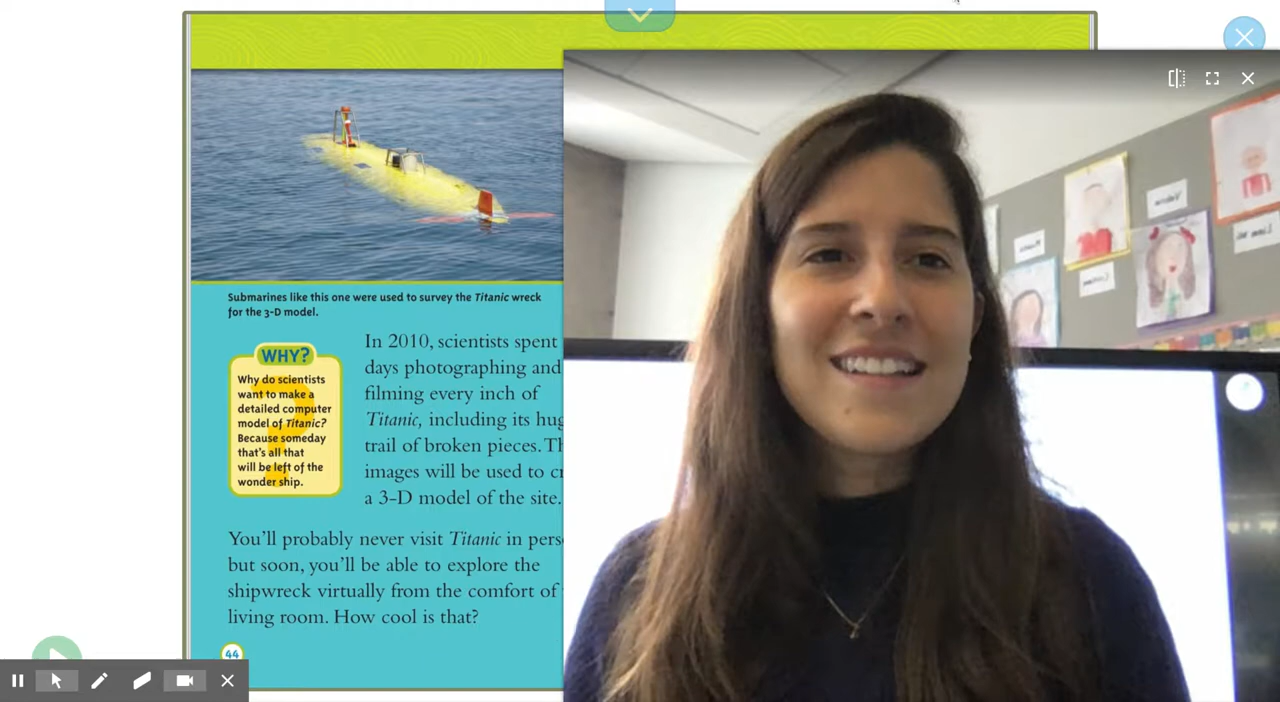 Submarines like this one were used to survey the Titanic wreck
for the 3-D model.
WHY?
Why do scientists
want to make a
detailed computer
model of Titanic?
Because someday
that's all that
will be left of the
wonder ship.
In 2010, scientists spent
days photographing and
filming every inch of
Titanic, including its hug
trail of broken pieces. Th
images will be used to cr
a 3-D model of the site.
You'll probably never visit Titanic in pers
but soon, you'll be able to explore the
shipwreck virtually from the comfort of
living room. How cool is that?
44